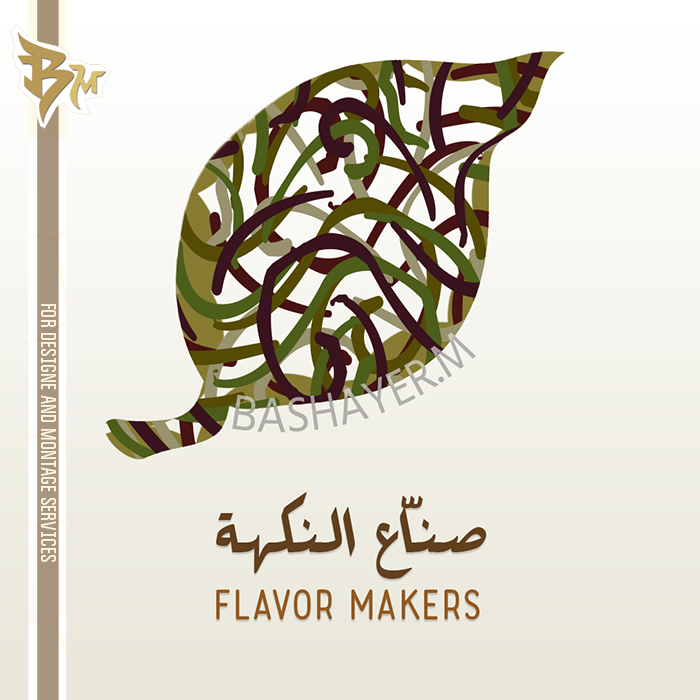 BM
FOR DESIGNE AND MONTAGE SERVICES
BASHAYER.M
صنّاع النكهة
FLAVOR MAKERS